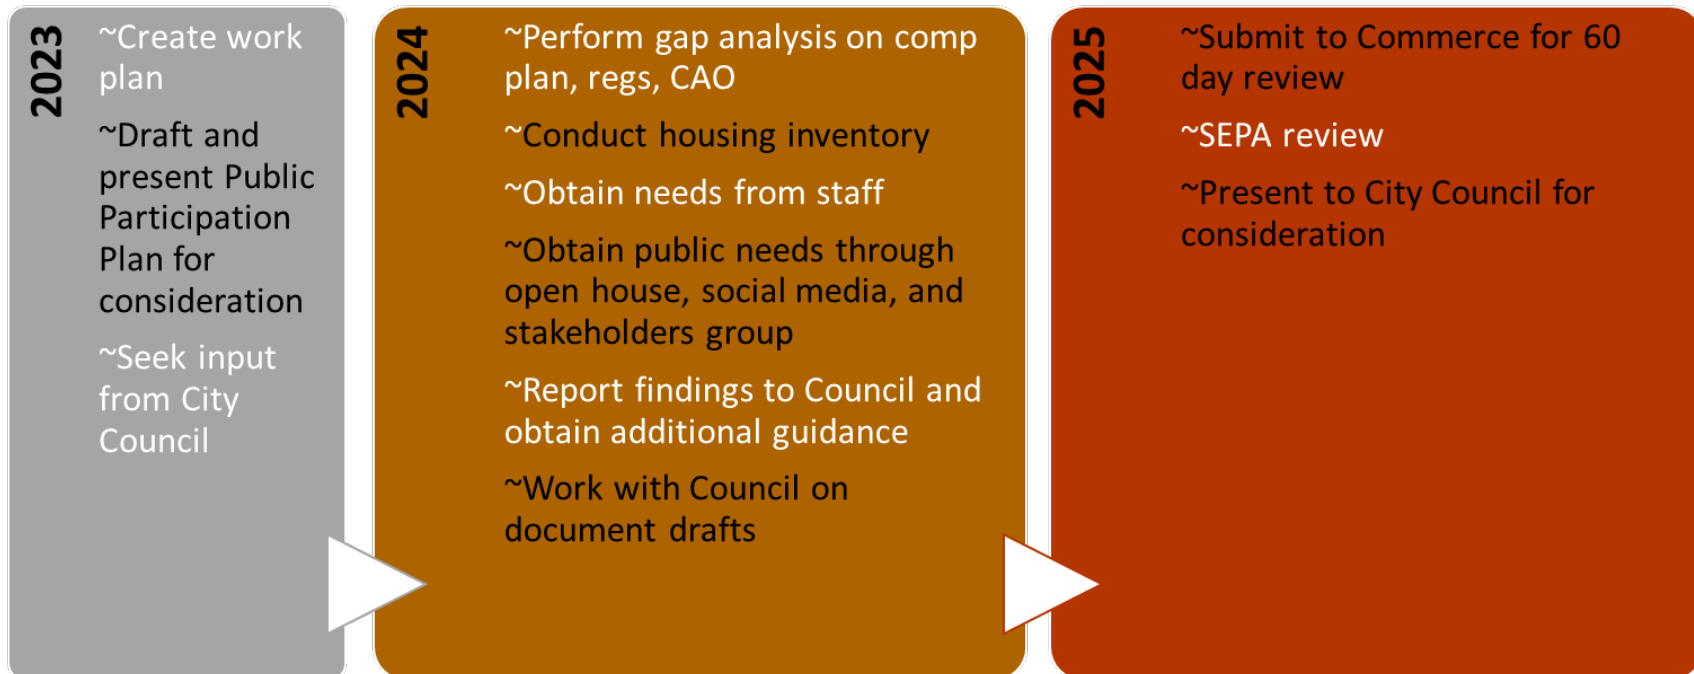 2023
~Create work
plan
~Draft and
present Public
Participation
Plan for
consideration
~Seek input
from City
Council
2024
~Perform gap analysis on comp
plan, regs, CAO
~Conduct housing inventory
~Obtain needs from staff
~Obtain public needs through
open house, social media, and
stakeholders group
~Report findings to Council and
obtain additional guidance
~Work with Council on
document drafts
2025
~Submit to Commerce for 60
day review
~SEPA review
~Present to City Council for
consideration